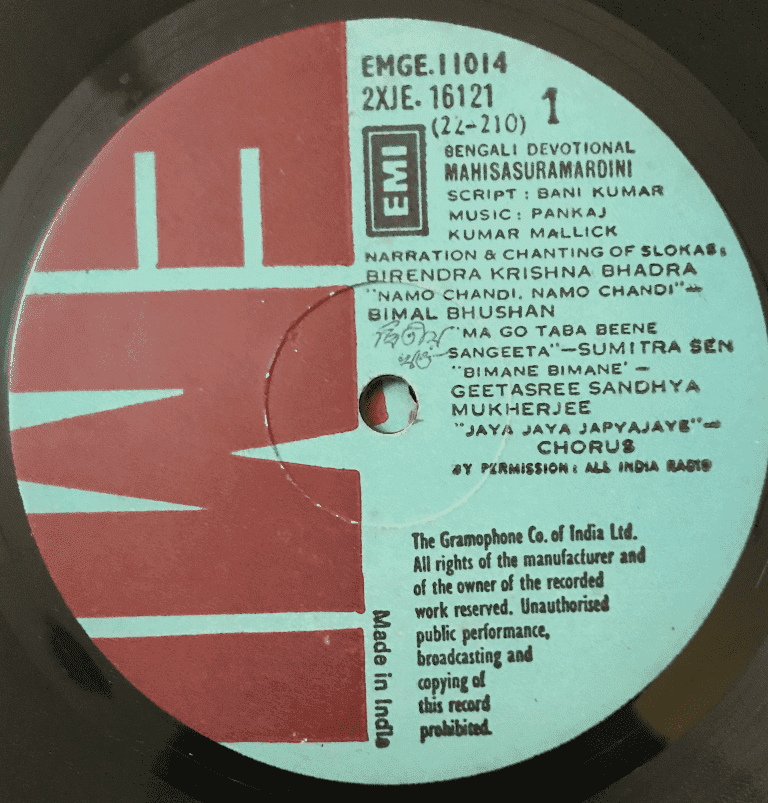 EMGE.11014
2XJE. 16121
1
(22-210)
EMI
BENGALI DEVOTIONAL
MAHISASURAMARDINI
SCRIPT : BANI KUMAR
MUSIC : PANKAJ
KUMAR MALLICK
NARRATION & CHANTING OF SLOKAS:
BIRENDRA KRISHNA BHADRA
"NAMO CHANDI, NAMO CHANDI"—
BIMAL BHUSHAN
"MA GO TABA BEENE
SANGEETA"—SUMITRA SEN
"BIMANE BIMANE' —
GEETASREE SANDHYA
MUKHERJEE
"JAYA JAYA JAPYAJAYE"—
CHORUS
BY PERMISSION : ALL INDIA RADIO
The Gramophone Co. of India Ltd.
All rights of the manufacturer and
of the owner of the recorded
work reserved. Unauthorised
public performance,
broadcasting and
copying of
this record
prohibited.
Made in India
EMI